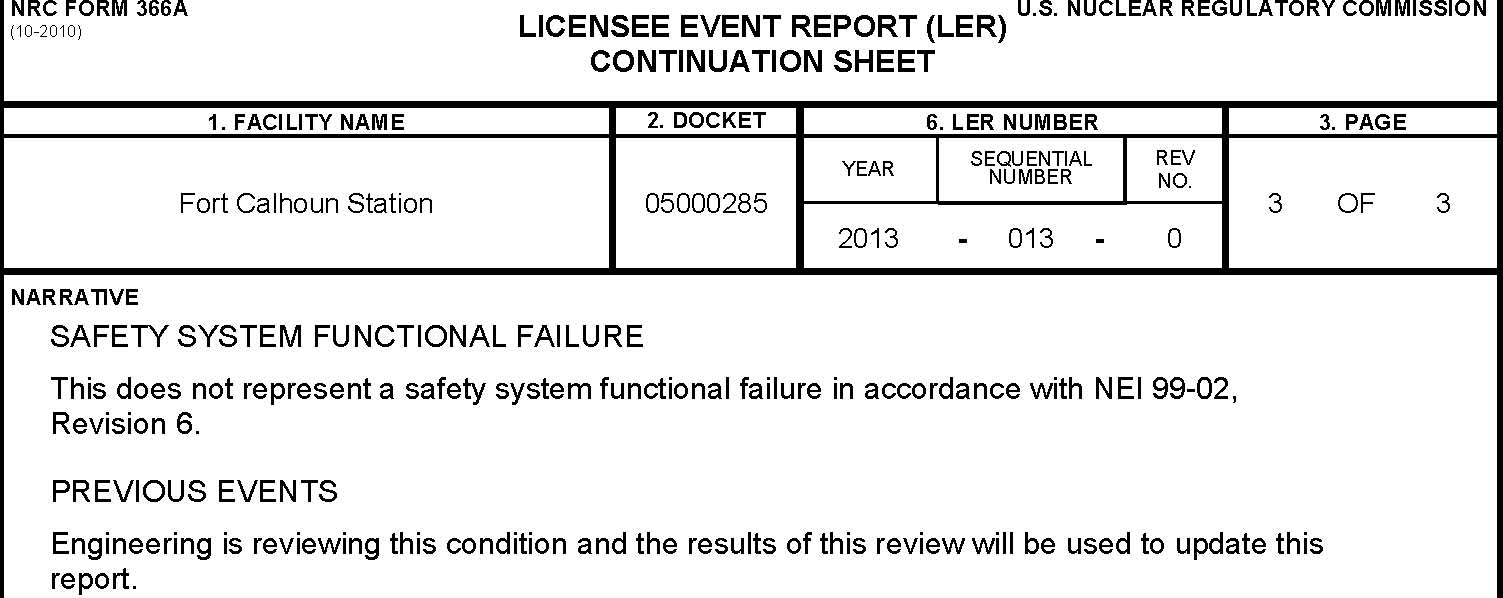 NRC FORM 366A
(10-2010)
U.S. NUCLEAR REGULATORY COMMISSION
LICENSEE EVENT REPORT (LER)
CONTINUATION SHEET
1. FACILITY NAME
2. DOCKET
6. LER NUMBER
3. PAGE
Fort Calhoun Station
05000285
YEAR
SEQUENTIAL
NUMBER
REV
NO.
2013 - 013 - 0
3 OF 3
NARRATIVE
SAFETY SYSTEM FUNCTIONAL FAILURE
This does not represent a safety system functional failure in accordance with NEI 99-02,
Revision 6.
PREVIOUS EVENTS
Engineering is reviewing this condition and the results of this review will be used to update this
report.